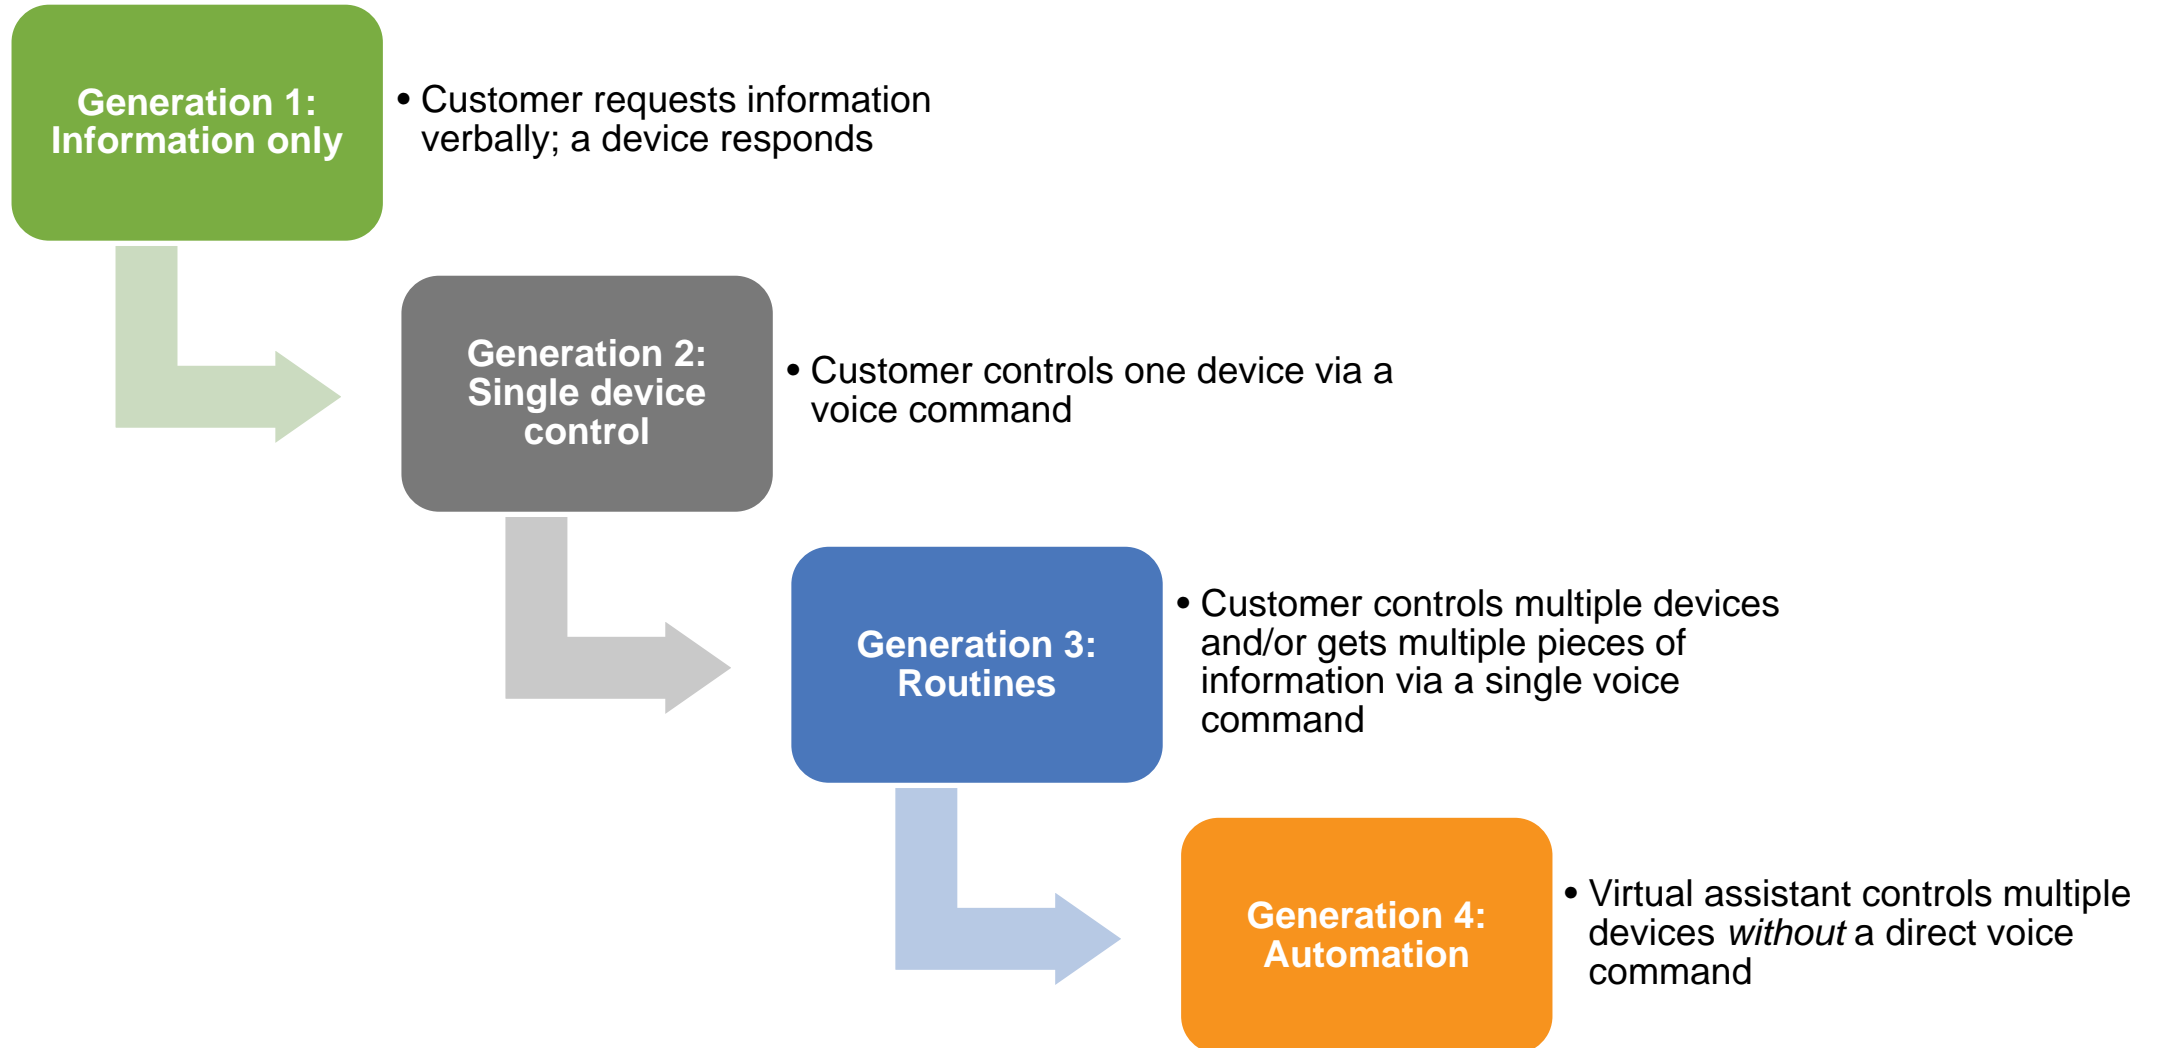 Generation 1:
Information only
• Customer requests information
verbally; a device responds
Generation 2:
Single device
control
• Customer controls one device via a
voice command
Generation 3:
Routines
• Customer controls multiple devices
and/or gets multiple pieces of
information via a single voice
command
Generation 4:
Automation
• Virtual assistant controls multiple
devices without a direct voice
command